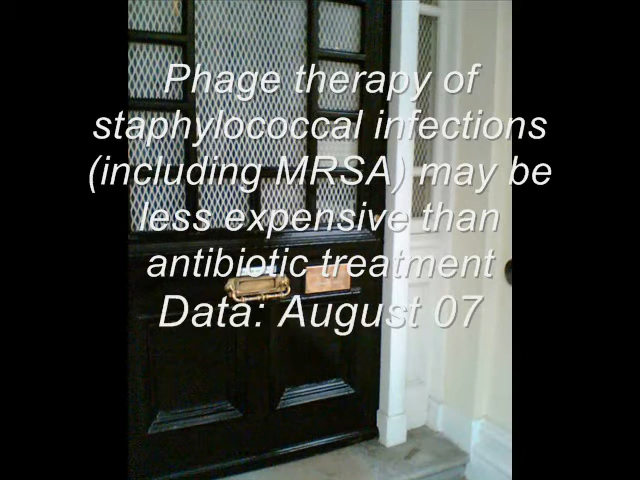 Phage therapy of
staphylococcal infections
(including MRSA) may be
less expensive than
antibiotic treatment
Data: August 07